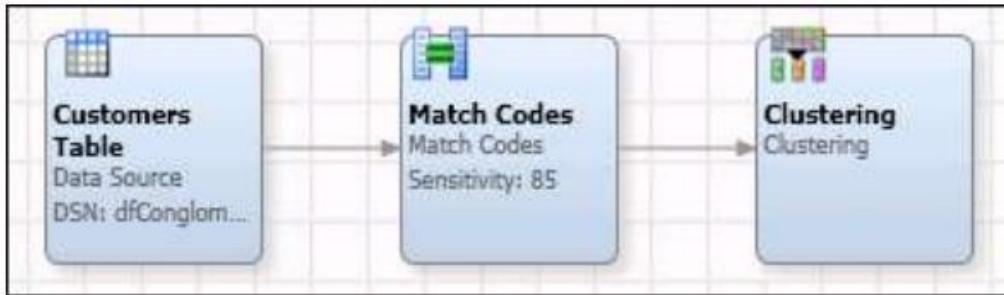 Customers
Table
Data Source
DSN: dfConglom...
Match Codes
Match Codes
Sensitivity: 85
Clustering
Clustering